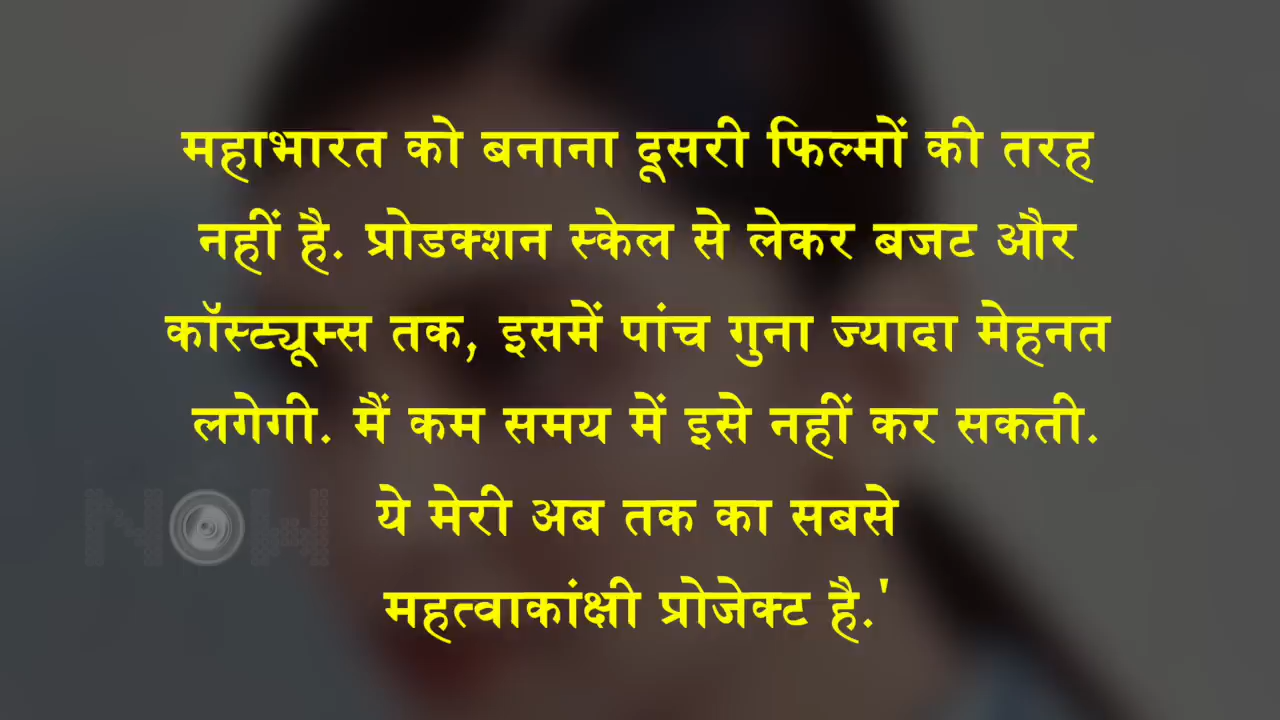 महाभारत को बनाना दूसरी फिल्मों की तरह
नहीं है. प्रोडक्शन स्केल से लेकर बजट और
कॉस्ट्यूम्स तक, इसमें पांच गुना ज्यादा मेहनत
लगेगी. मैं कम समय में इसे नहीं कर सकती.
ये मेरी अब तक का सबसे
महत्वाकांक्षी प्रोजेक्ट है.'
NOW